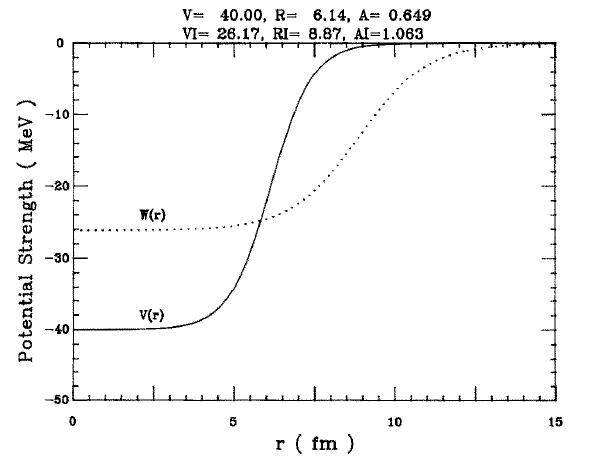 V= 40.00, R= 6.14, A= 0.649
VI= 26.17, RI= 8.87, AI=1.063
0
-10
-20
-30
-40
-50
Potential Strength ( MeV )
W(r)
V(r)
0 5 10 15
r ( fm )